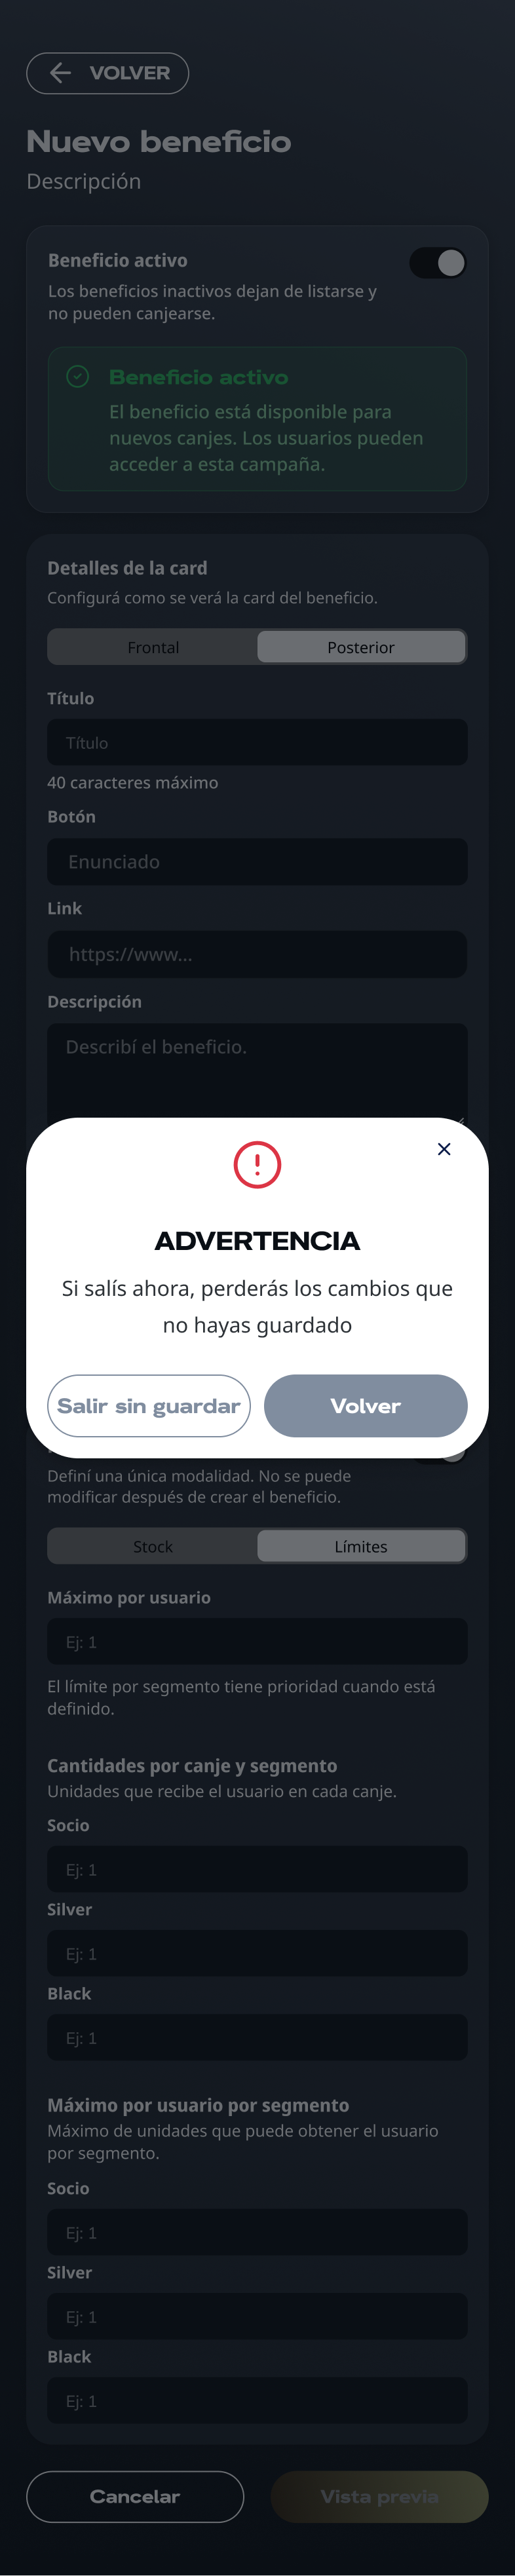 VOLVER
Nuevo beneficio
Descripción
Beneficio activo
Los beneficios inactivos dejan de listarse y
no pueden canjearse.
Beneficio activo
El beneficio está disponible para
nuevos canjes. Los usuarios pueden
acceder a esta campaña.
Detalles de la card
Configurá como se verá la card del beneficio.
Frontal
Posterior
Título
Título
40 caracteres máximo
Botón
Enunciado
Link
https://www...
Descripción
Describí el beneficio.
ADVERTENCIA
Si salís ahora, perderás los cambios que
no hayas guardado
Salir sin guardar
Volver
Definí una única modalidad. No se puede
modificar después de crear el beneficio.
Stock
Límites
Máximo por usuario
Ej: 1
El límite por segmento tiene prioridad cuando está
definido.
Cantidades por canje y segmento
Unidades que recibe el usuario en cada canje.
Socio
Ej: 1
Silver
Ej: 1
Black
Ej: 1
Máximo por usuario por segmento
Máximo de unidades que puede obtener el usuario
por segmento.
Socio
Ej: 1
Silver
Ej: 1
Black
Ej: 1
Cancelar
Vista previa